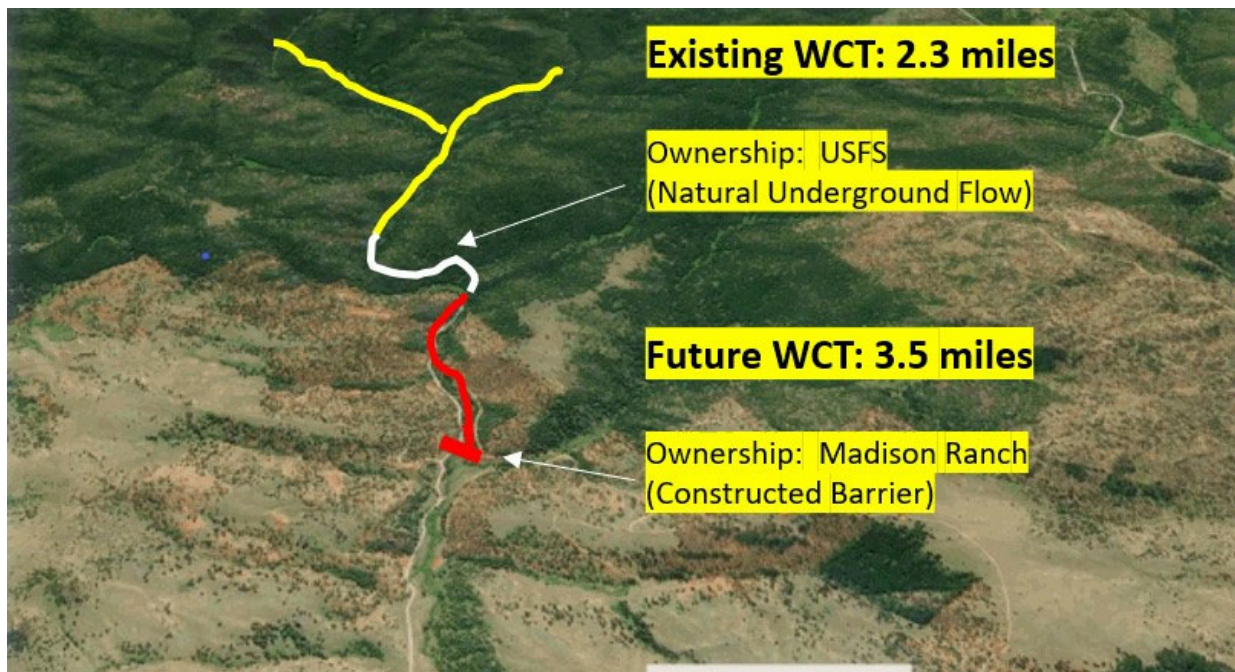 Existing WCT: 2.3 miles
Ownership: USFS
(Natural Underground Flow)
Future WCT: 3.5 miles
Ownership: Madison Ranch
(Constructed Barrier)